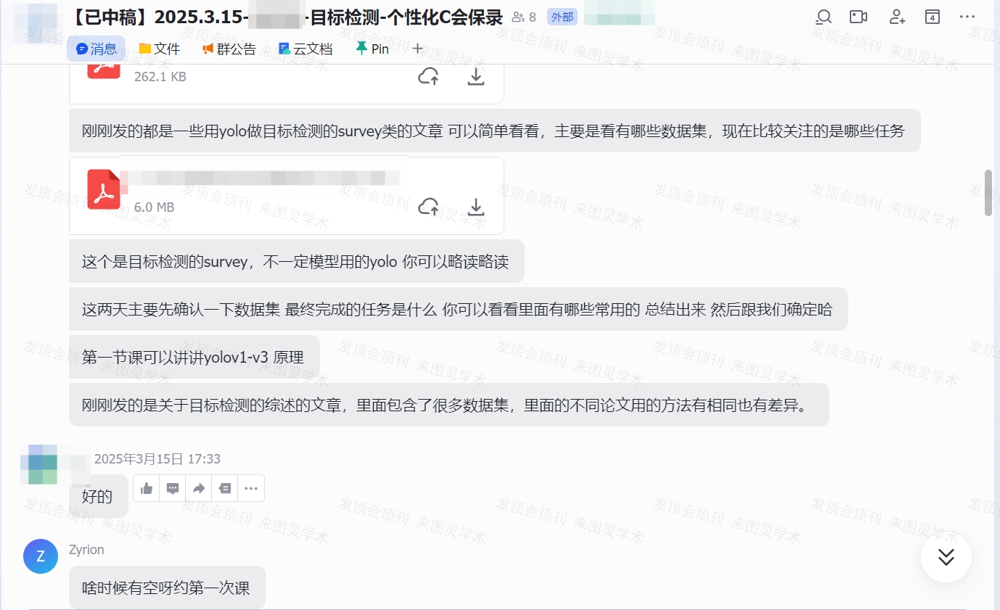 【已中稿】2025.3.15-
-目标检测-个性化C会保录
8
外部
4
消息
文件
群公告
云文档
Pin
262.1 KB
刚刚发的都是一些用yolo做目标检测的survey类的文章 可以简单看看，主要是看有哪些数据集，现在比较关注的是哪些任务
6.0 MB
这个是目标检测的survey，不一定模型用的yolo 你可以略读略读
这两天主要先确认一下数据集 最终完成的任务是什么 你可以看看里面有哪些常用的 总结出来 然后跟我们确定哈
第一节课可以讲讲yolov1-v3 原理
刚刚发的是关于目标检测的综述的文章，里面包含了很多数据集，里面的不同论文用的方法有相同也有差异。
2025年3月15日 17:33
好的
Z
Zyrion
啥时候有空呀约第一次课
发顶会顶刊 来图灵学术